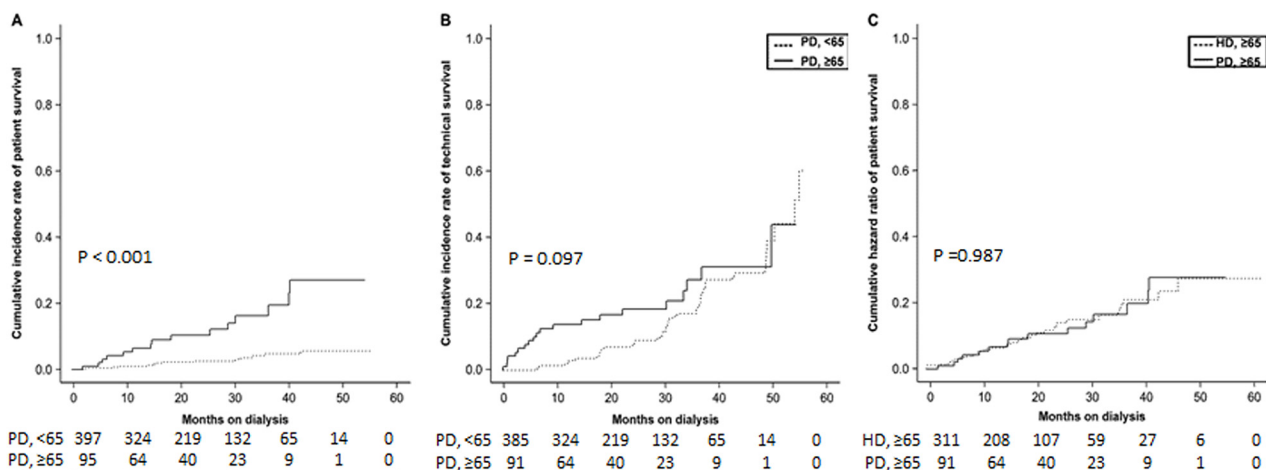 A
Cumulative incidence rate of patient survival
1.0
0.8
0.6
0.4
0.2
0.0
P < 0.001
0 10 20 30 40 50 60
Months on dialysis
PD, <65 397 324 219 132 65 14 0
PD, ≥65 95 64 40 23 9 1 0
B
Cumulative incidence rate of technical survival
1.0
0.8
0.6
0.4
0.2
0.0
PD, <65
PD, ≥65
P = 0.097
0 10 20 30 40 50 60
Months on dialysis
PD, <65 385 324 219 132 65 14 0
PD, ≥65 91 64 40 23 9 1 0
C
Cumulative hazard ratio of patient survival
1.0
0.8
0.6
0.4
0.2
0.0
HD, ≥65
PD, ≥65
P =0.987
0 10 20 30 40 50 60
Months on dialysis
HD, ≥65 311 208 107 59 27 6 0
PD, ≥65 91 64 40 23 9 1 0